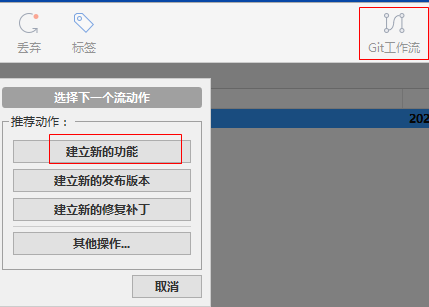 丢弃 标签 Git工作流
选择下一个流动作
202
推荐动作：
建立新的功能
建立新的发布版本
建立新的修复补丁
其他操作...
取消